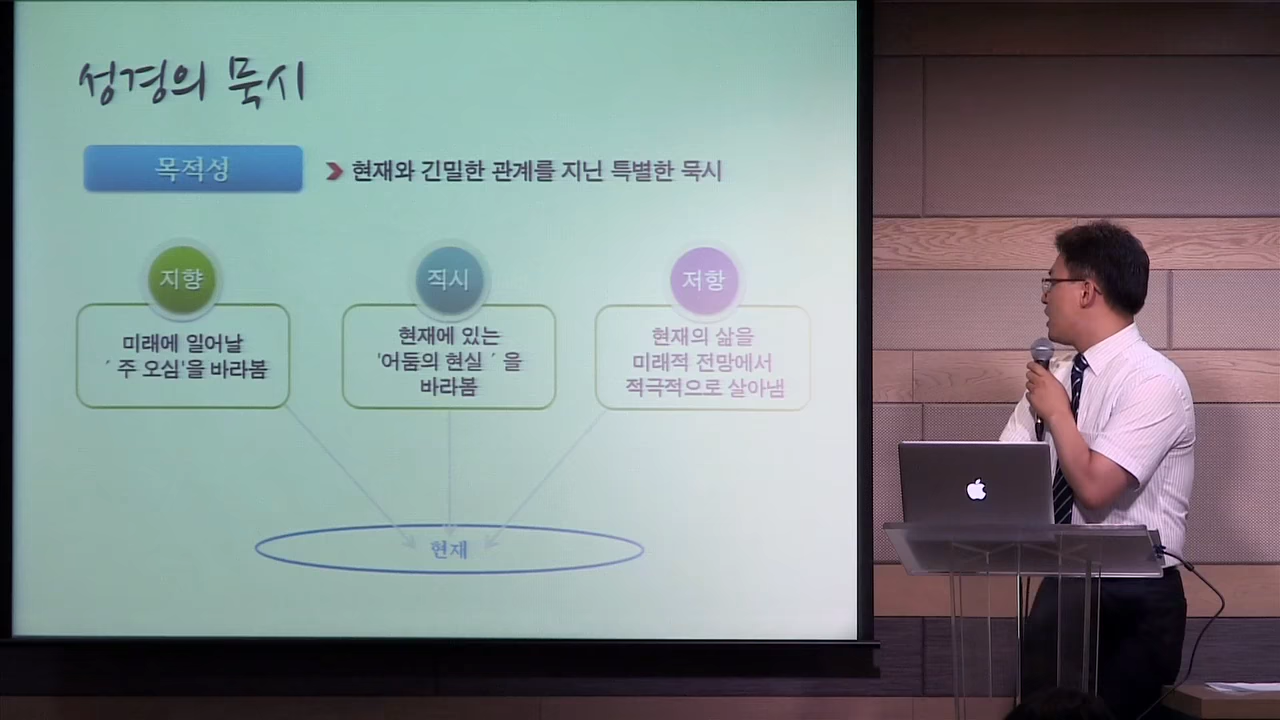 성경의 묵시
목적성
현재와 긴밀한 관계를 지닌 특별한 묵시
지향
직시
저항
미래에 일어날
´ 주 오심'을 바라봄
현재에 있는
'어둠의 현실 ´ 을
바라봄
현재의 삶을
미래적 전망에서
적극적으로 살아냄
현재